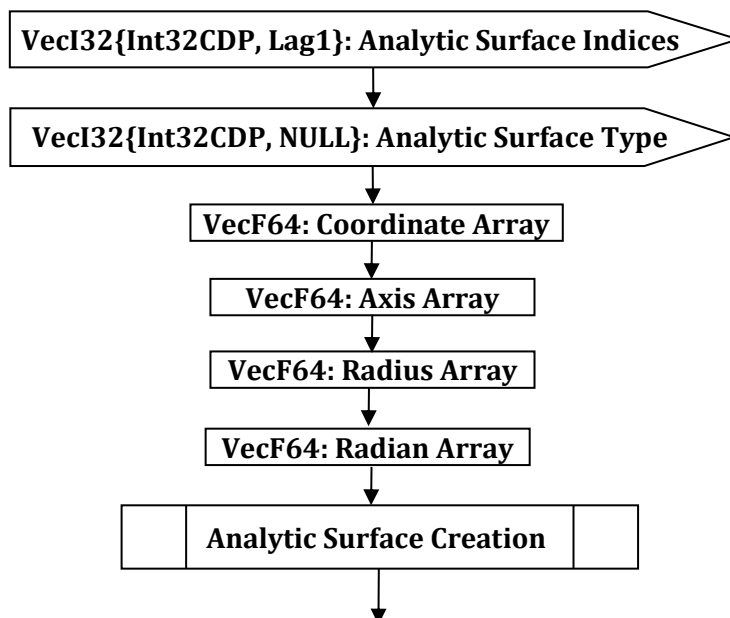 VecI32{Int32CDP, Lag1}: Analytic Surface Indices
VecI32{Int32CDP, NULL}: Analytic Surface Type
VecF64: Coordinate Array
VecF64: Axis Array
VecF64: Radius Array
VecF64: Radian Array
Analytic Surface Creation